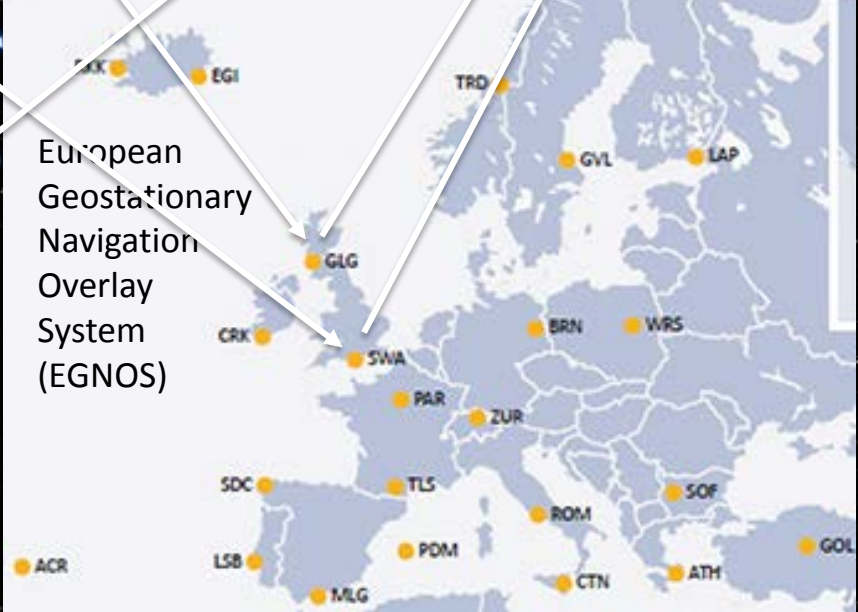 EGI
TRD
GVL
LAP
European
Geostationary
Navigation
Overlay
System
(EGNOS)
GLG
CRK
BRN
WRS
SWA
PAR
ZUR
SDC
TLS
SOF
ROM
GOL
PDM
LSB
ACR
CTN
ATH
MLG